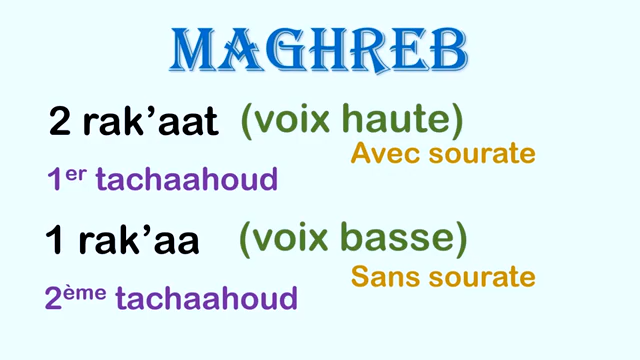 MAGHREB
2 rak’aat (voix haute)
Avec sourate
1er tachaahoud
1 rak’aa (voix basse)
Sans sourate
2ème tachaahoud